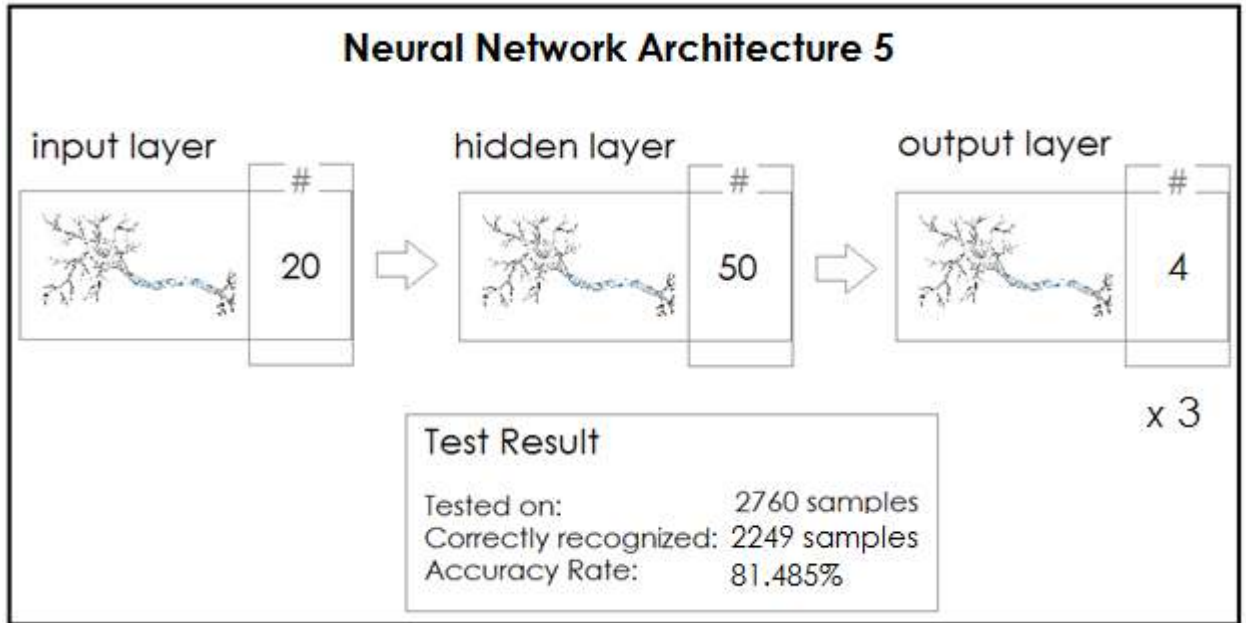 Neural Network Architecture 5
input layer
#
20
hidden layer
#
50
output layer
#
4
x 3
Test Result
Tested on: 2760 samples
Correctly recognized: 2249 samples
Accuracy Rate: 81.485%